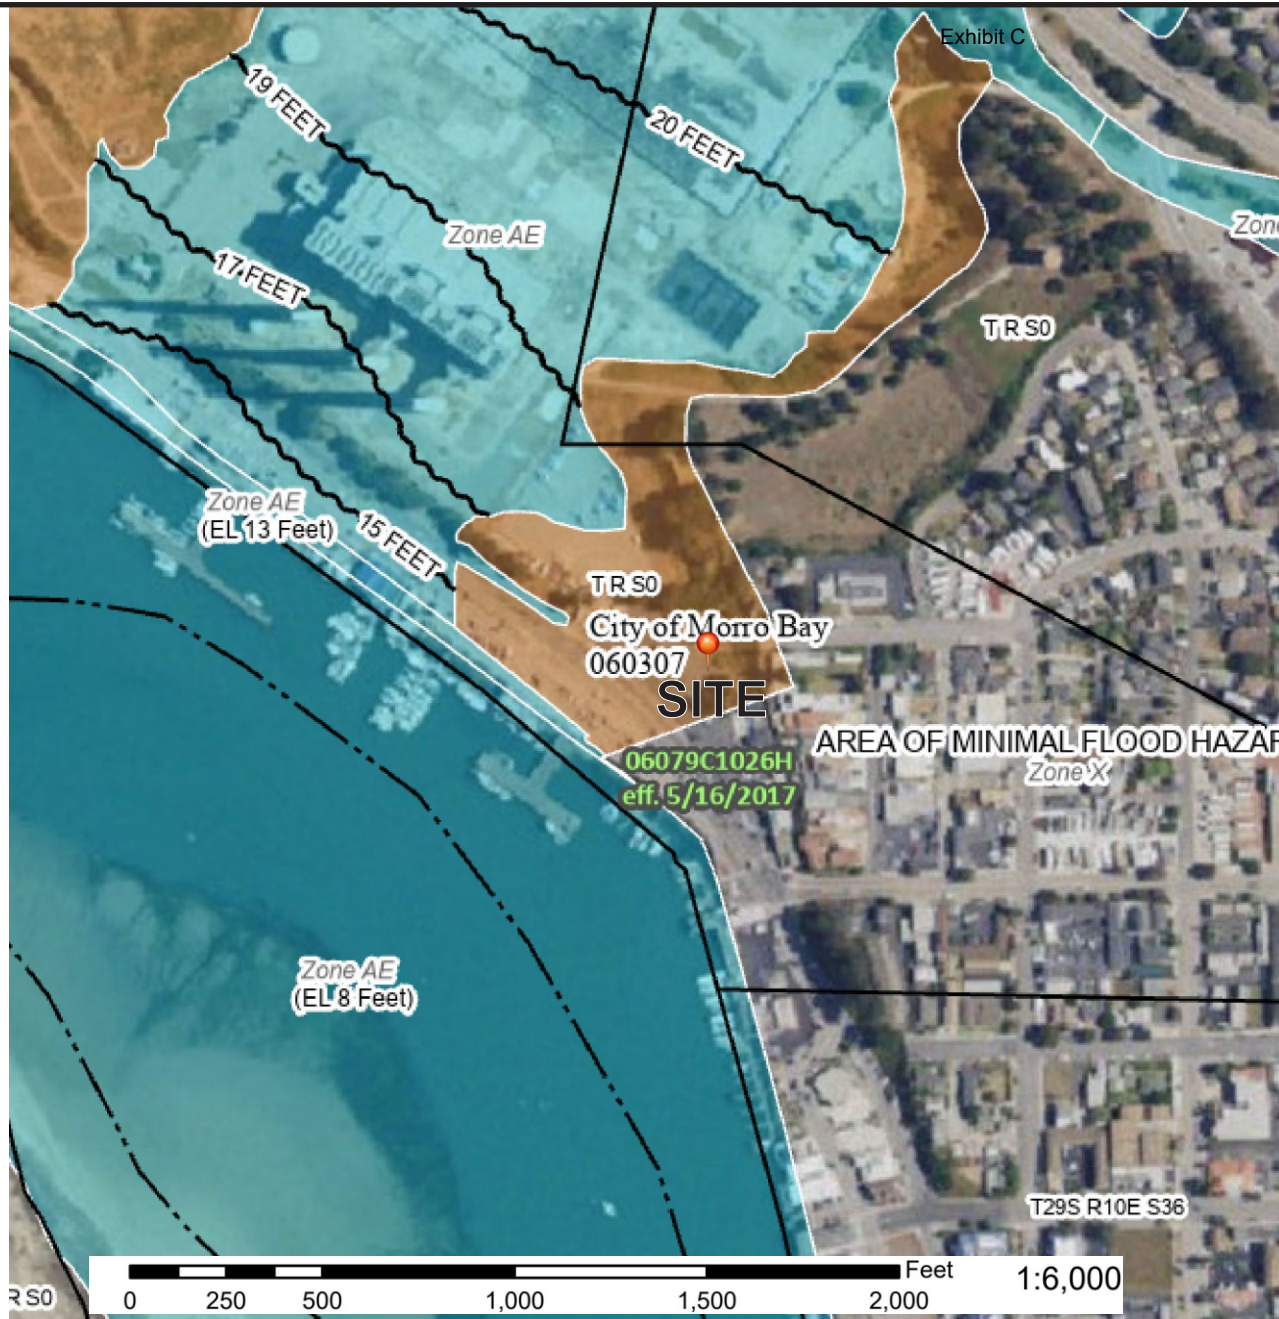 Exhibit C
19 FEET
20 FEET
Zone AE
Zone
17 FEET
T R S0
Zone AE
(EL 13 Feet)
15 FEET
T R S0
City of Morro Bay
060307
SITE
AREA OF MINIMAL FLOOD HAZAR
Zone X
06079C1026H
eff. 5/16/2017
Zone AE
(EL 8 Feet)
T29S R10E S36
R S0
Feet
1:6,000
0 250 500 1,000 1,500 2,000